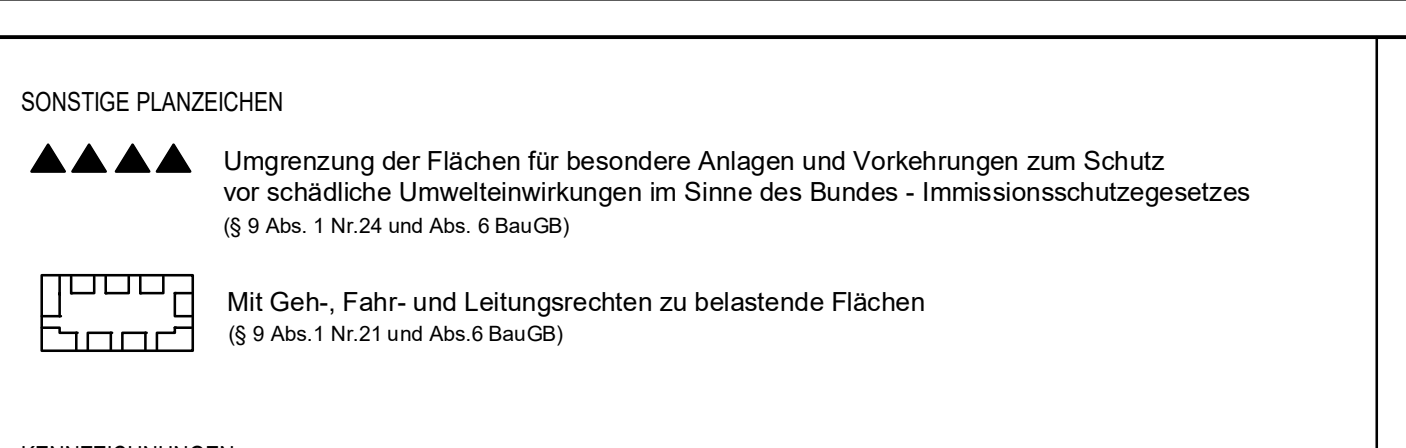 SONSTIGE PLANZEICHEN
Umgrenzung der Flächen für besondere Anlagen und Vorkehrungen zum Schutz
vor schädliche Umwelteinwirkungen im Sinne des Bundes - Immissionsschutzegesetzes
(§ 9 Abs. 1 Nr.24 und Abs. 6 BauGB)
Mit Geh-, Fahr- und Leitungsrechten zu belastende Flächen
(§ 9 Abs.1 Nr.21 und Abs.6 BauGB)